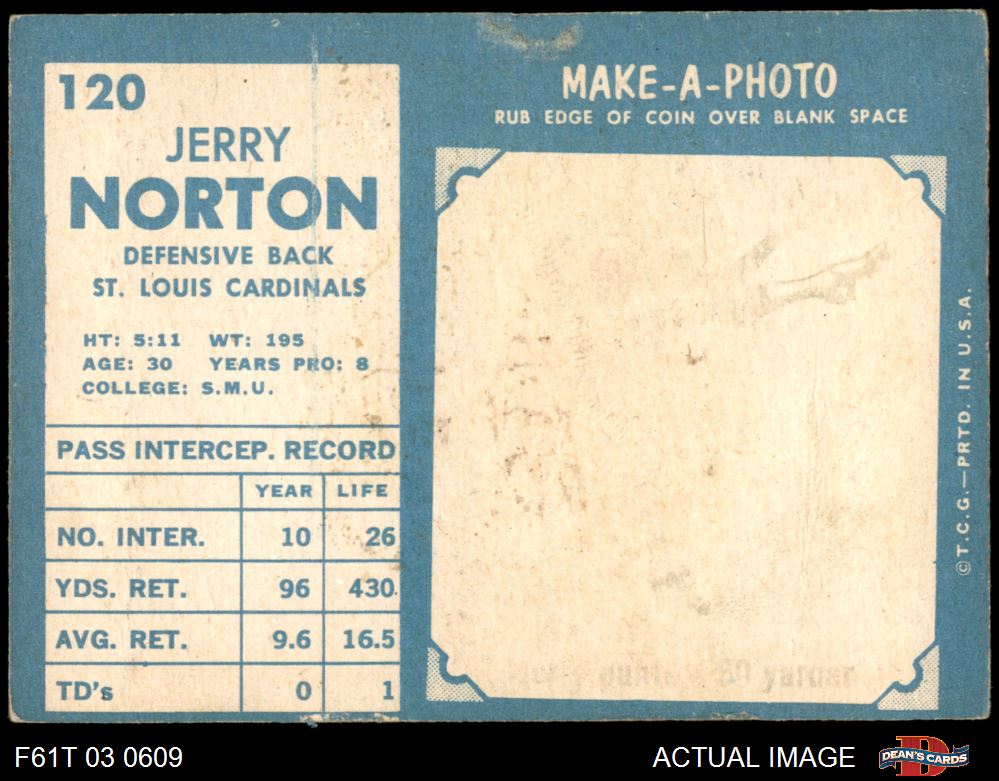 120
JERRY
NORTON
DEFENSIVE BACK
ST. LOUIS CARDINALS
HT: 5:11 WT: 195
AGE: 30 YEARS PRO: 8
COLLEGE: S.M.U.
PASS INTERCEP. RECORD
YEAR LIFE
NO. INTER. 10 26
YDS. RET. 96 430
AVG. RET. 9.6 16.5
TD's 0 1
MAKE-A-PHOTO
RUB EDGE OF COIN OVER BLANK SPACE
yarder
©T.C.G.—PRTD. IN U.S.A.
F61T 03 0609
ACTUAL IMAGE
DEAN'S CARDS